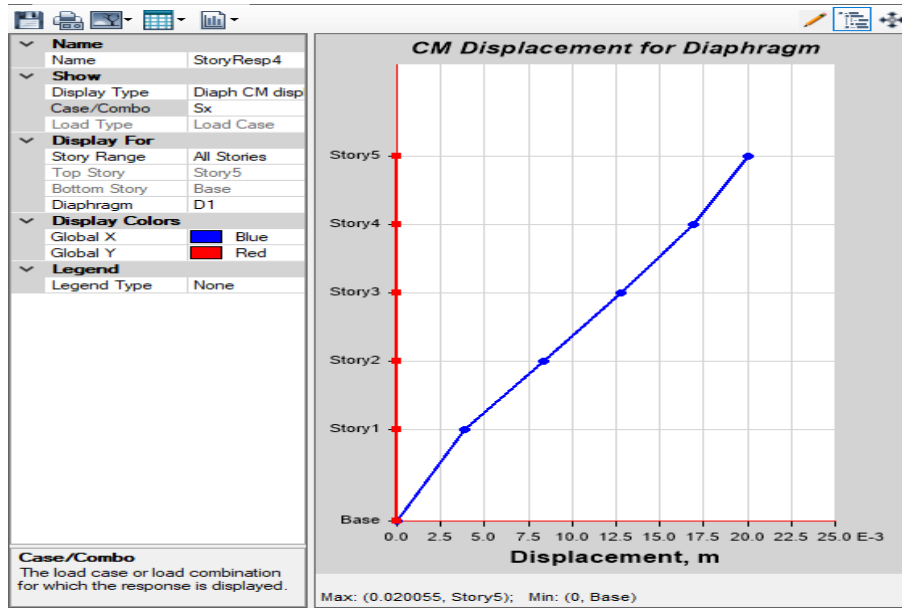 Name
Name StoryResp4
Show
Display Type Diaph CM disp
Case/Combo Sx
Load Type Load Case
Display For
Story Range All Stories
Top Story Story5
Bottom Story Base
Diaphragm D1
Display Colors
Global X Blue
Global Y Red
Legend
Legend Type None
Case/Combo
The load case or load combination
for which the response is displayed.
CM Displacement for Diaphragm
Story5
Story4
Story3
Story2
Story1
Base
0.0 2.5 5.0 7.5 10.0 12.5 15.0 17.5 20.0 22.5 25.0 E-3
Displacement, m
Max: (0.020055, Story5); Min: (0, Base)